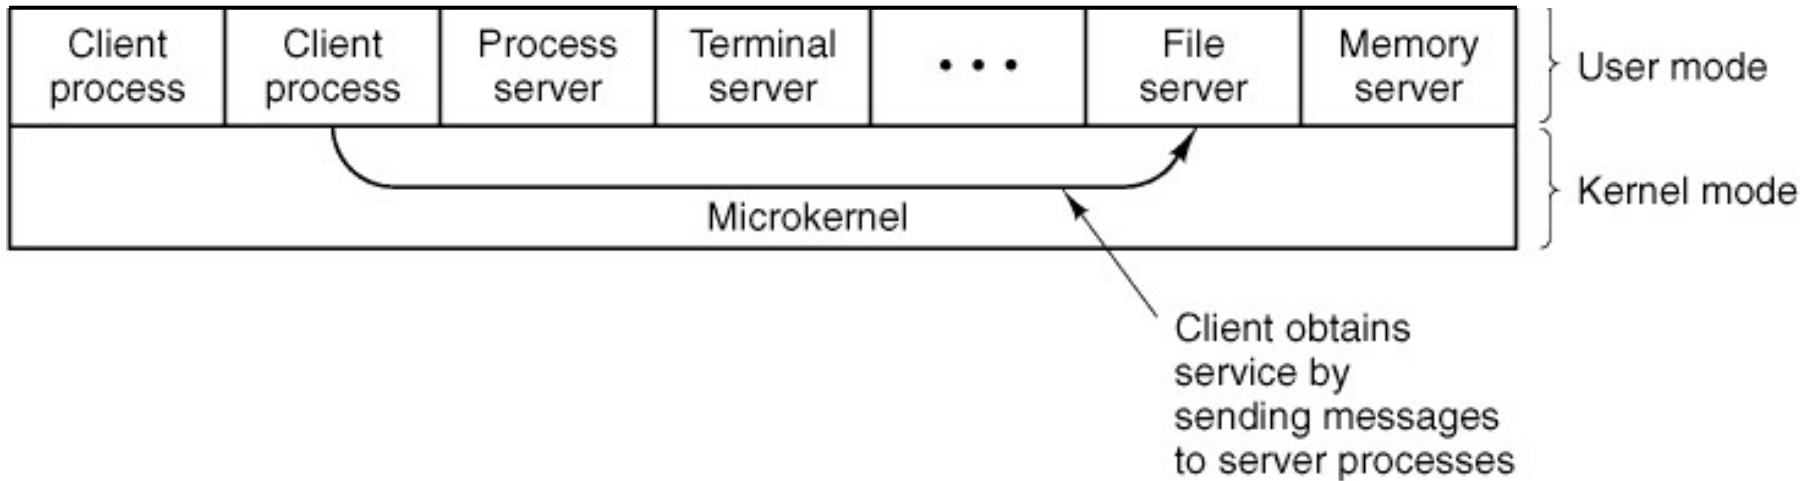 Client
process
Client
process
Process
server
Terminal
server
• • •
File
server
Memory
server
User mode
Microkernel
Kernel mode
Client obtains
service by
sending messages
to server processes